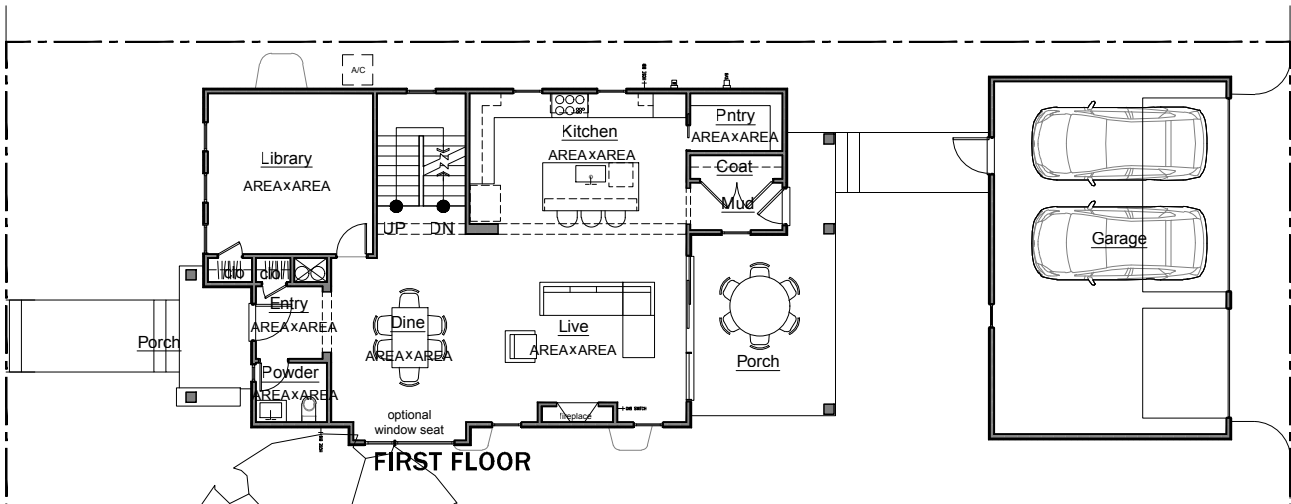 A/C
Library
AREAxAREA
Kitchen
AREAxAREA
Pntry
AREAxAREA
Coat
Mud
UP
DN
clo
clo
Entry
AREAxAREA
Porch
Powder
AREAxAREA
Dine
AREAxAREA
Live
AREAxAREA
Porch
Garage
fireplace
optional
window seat
FIRST FLOOR